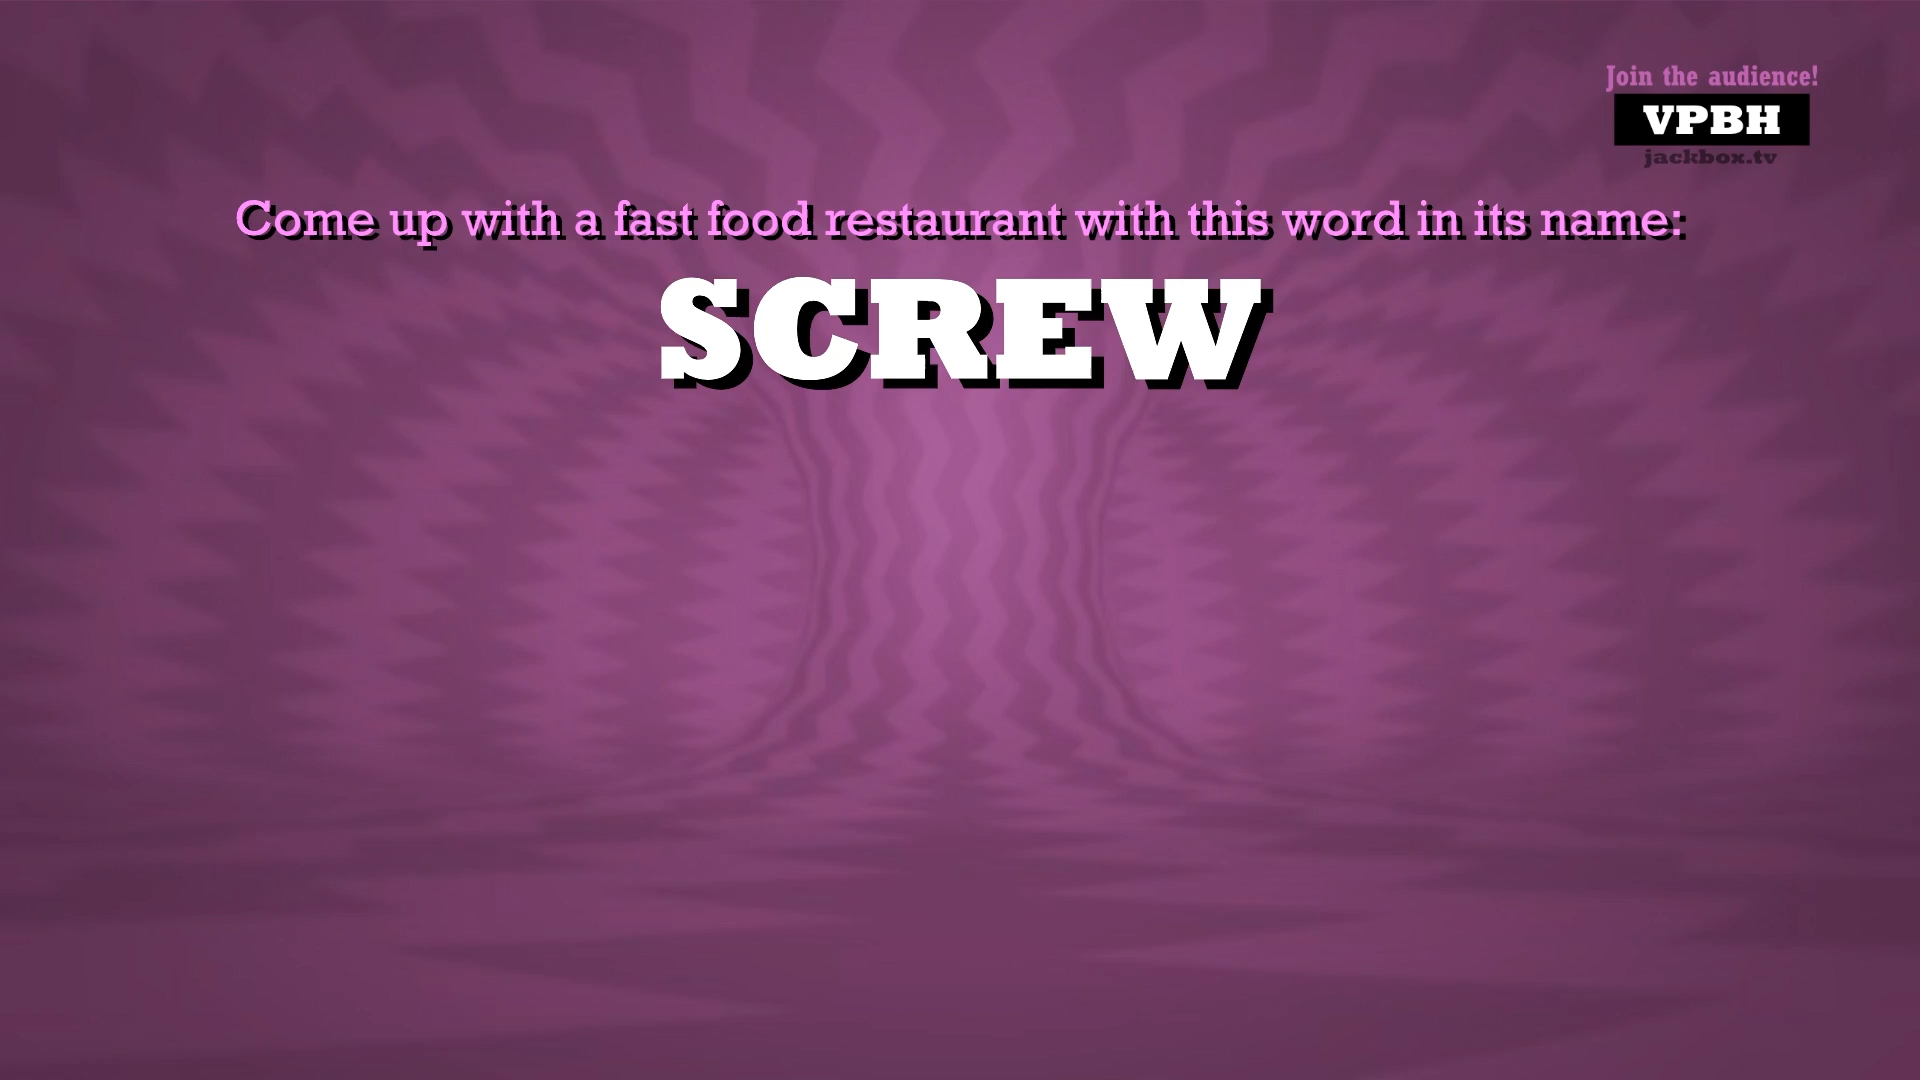 Join the audience!
VPBH
jackbox.tv
Come up with a fast food restaurant with this word in its name:
SCREW